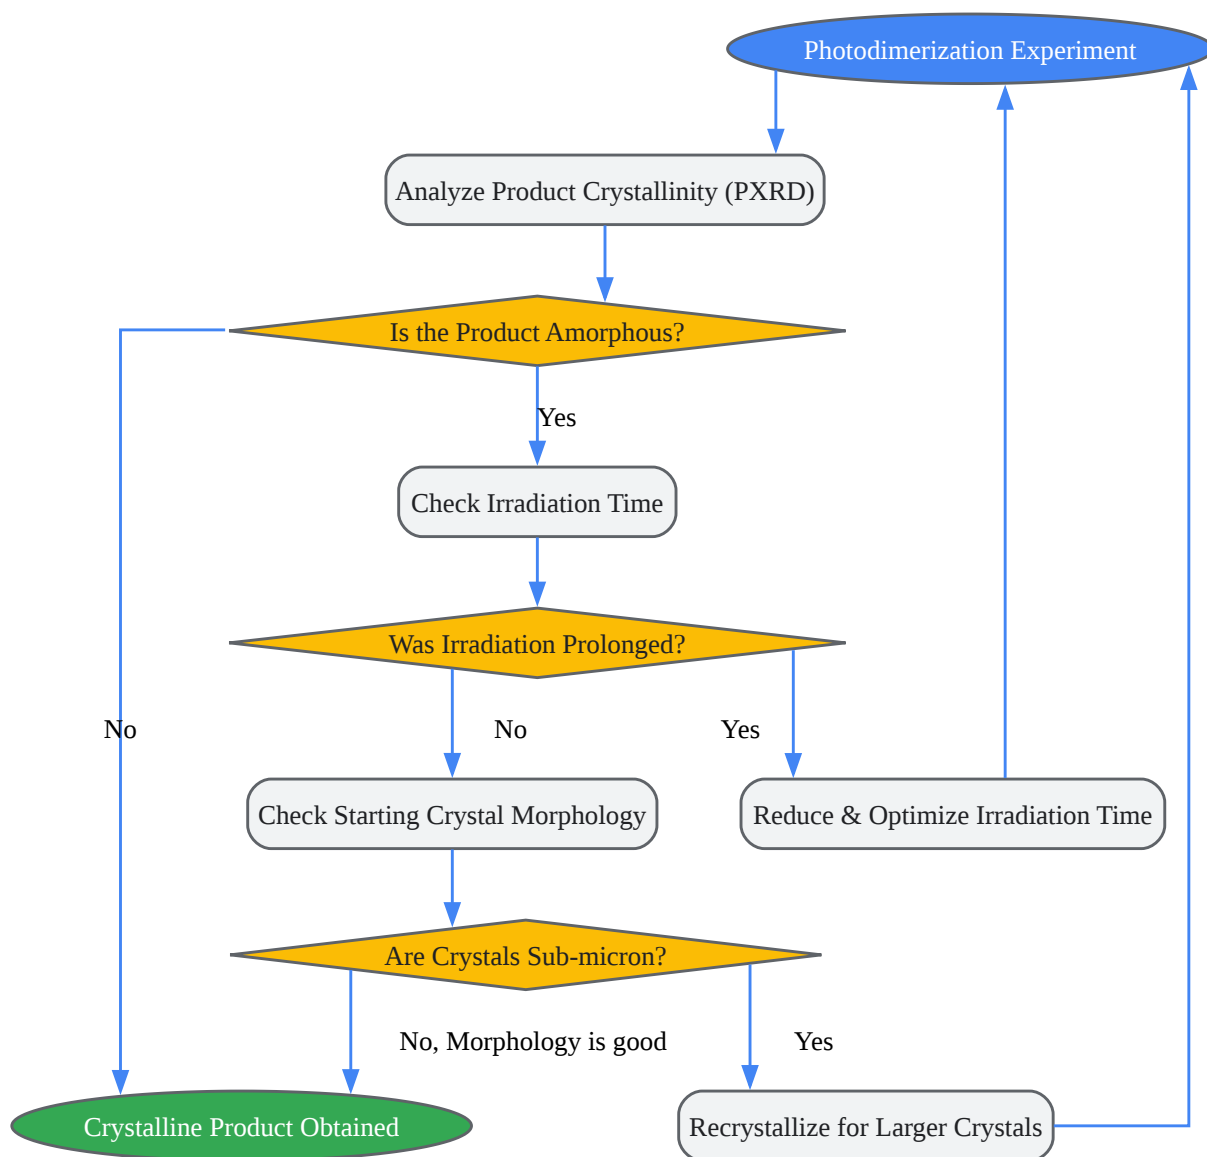 Photodimerization Experiment
Analyze Product Crystallinity (PXRD)
Is the Product Amorphous?
Yes
Check Irradiation Time
Was Irradiation Prolonged?
No
No
Yes
Check Starting Crystal Morphology
Reduce & Optimize Irradiation Time
Are Crystals Sub-micron?
No, Morphology is good
Yes
Crystalline Product Obtained
Recrystallize for Larger Crystals